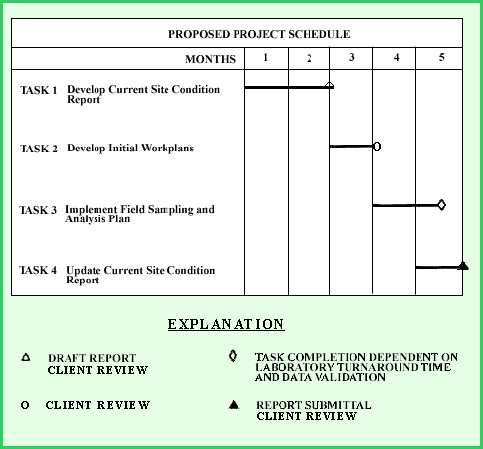 PROPOSED PROJECT SCHEDULE
MONTHS 1 2 3 4 5
TASK 1 Develop Current Site Condition
Report
TASK 2 Develop Initial Workplans
TASK 3 Implement Field Sampling and
Analysis Plan
TASK 4 Update Current Site Condition
Report
EXPLANATION
DRAFT REPORT
CLIENT REVIEW
TASK COMPLETION DEPENDENT ON
LABORATORY TURNAROUND TIME
AND DATA VALIDATION
CLIENT REVIEW
REPORT SUBMITTAL
CLIENT REVIEW